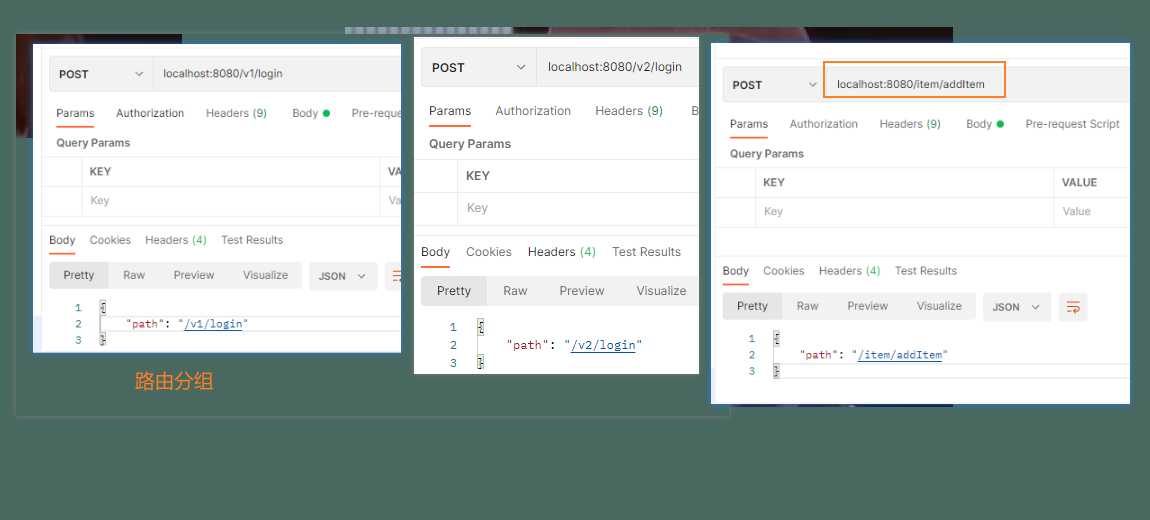 POST localhost:8080/v1/login
Params Authorization Headers (9) Body Pre-reque
Query Params
KEY VA
Key Va
Body Cookies Headers (4) Test Results
Pretty Raw Preview Visualize JSON
1 {
2 "path": "/v1/login"
3 }
路由分组
POST localhost:8080/v2/login
Params Authorization Headers (9) B
Query Params
KEY
Key
Body Cookies Headers (4) Test Results
Pretty Raw Preview Visualize
1 {
2 "path": "/v2/login"
3 }
POST localhost:8080/item/addItem
Params Authorization Headers (9) Body Pre-request Script
Query Params
KEY VALUE
Key Value
Body Cookies Headers (4) Test Results
Pretty Raw Preview Visualize JSON
1 {
2 "path": "/item/addItem"
3 }